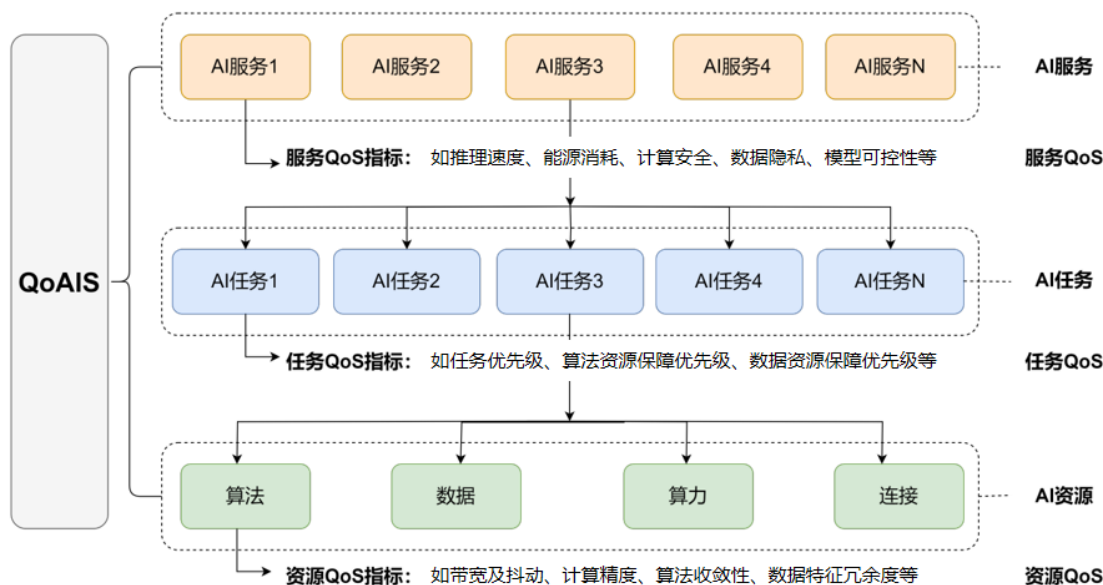 AI服务1 AI服务2 AI服务3 AI服务4 AI服务N AI服务
服务QoS指标： 如推理速度、能源消耗、计算安全、数据隐私、模型可控性等 服务QoS
QoAIS
AI任务1 AI任务2 AI任务3 AI任务4 AI任务N AI任务
任务QoS指标： 如任务优先级、算法资源保障优先级、数据资源保障优先级等 任务QoS
算法 数据 算力 连接 AI资源
资源QoS指标： 如带宽及抖动、计算精度、算法收敛性、数据特征冗余度等 资源QoS